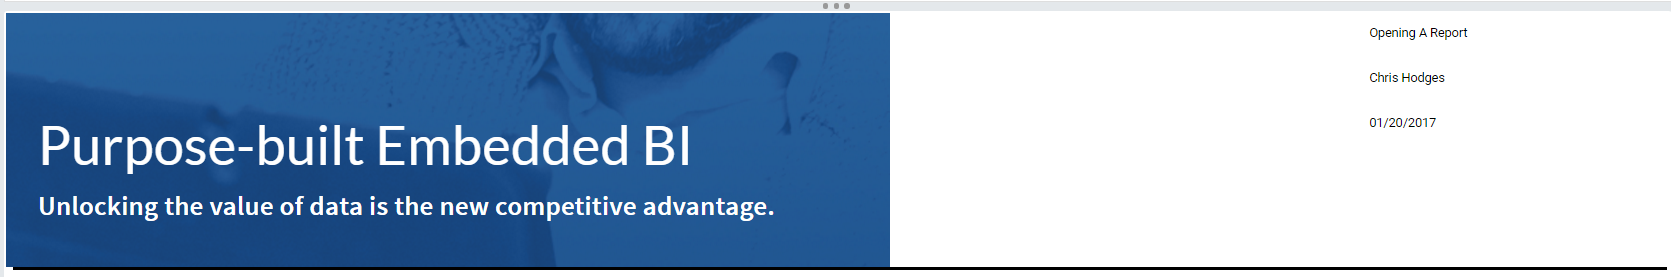 Purpose-built Embedded BI
Unlocking the value of data is the new competitive advantage.
Opening A Report
Chris Hodges
01/20/2017